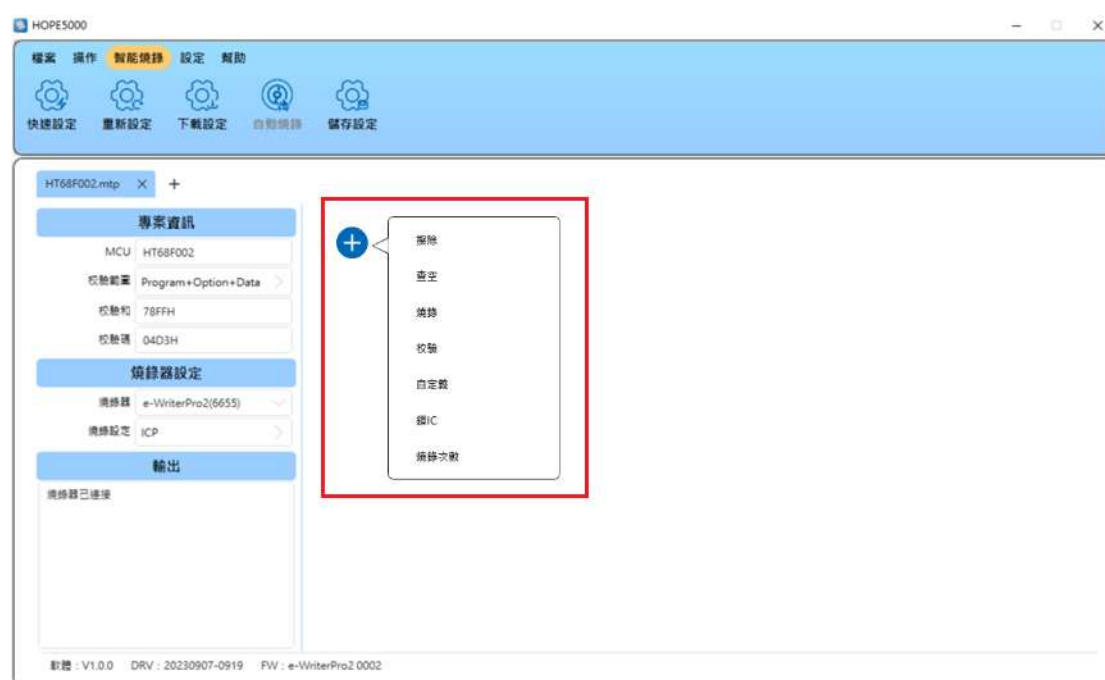 HOPE5000
檔案 操作 智能燒錄 設定 幫助
快速設定 重新設定 下載設定 自動燒錄 儲存設定
HT68F002.mtp
專案資訊
MCU HT68F002
校驗範圍 Program+Option+Data
校驗和 78FFH
校驗碼 04D3H
燒錄器設定
燒錄器 e-WriterPro2(6655)
燒錄設定 ICP
輸出
燒錄器已連接
擦除
查空
燒錄
校驗
自定義
鎖IC
燒錄次數
軟體 : V1.0.0 DRV : 20230907-0919 FW : e-WriterPro2 0002